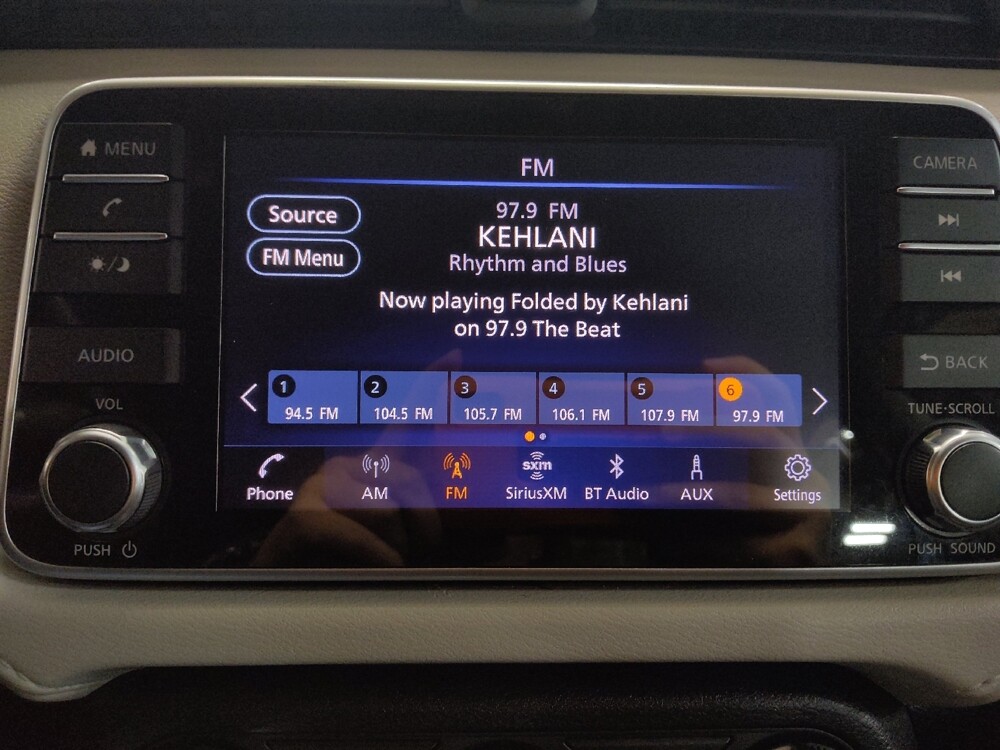 MENU
AUDIO
VOL
PUSH
FM
Source
FM Menu
97.9 FM
KEHLANI
Rhythm and Blues
Now playing Folded by Kehlani
on 97.9 The Beat
1 2 3 4 5 6
94.5 FM 104.5 FM 105.7 FM 106.1 FM 107.9 FM 97.9 FM
sxm
Phone AM FM SiriusXM BT Audio AUX Settings
CAMERA
BACK
TUNE·SCROLL
PUSH SOUND